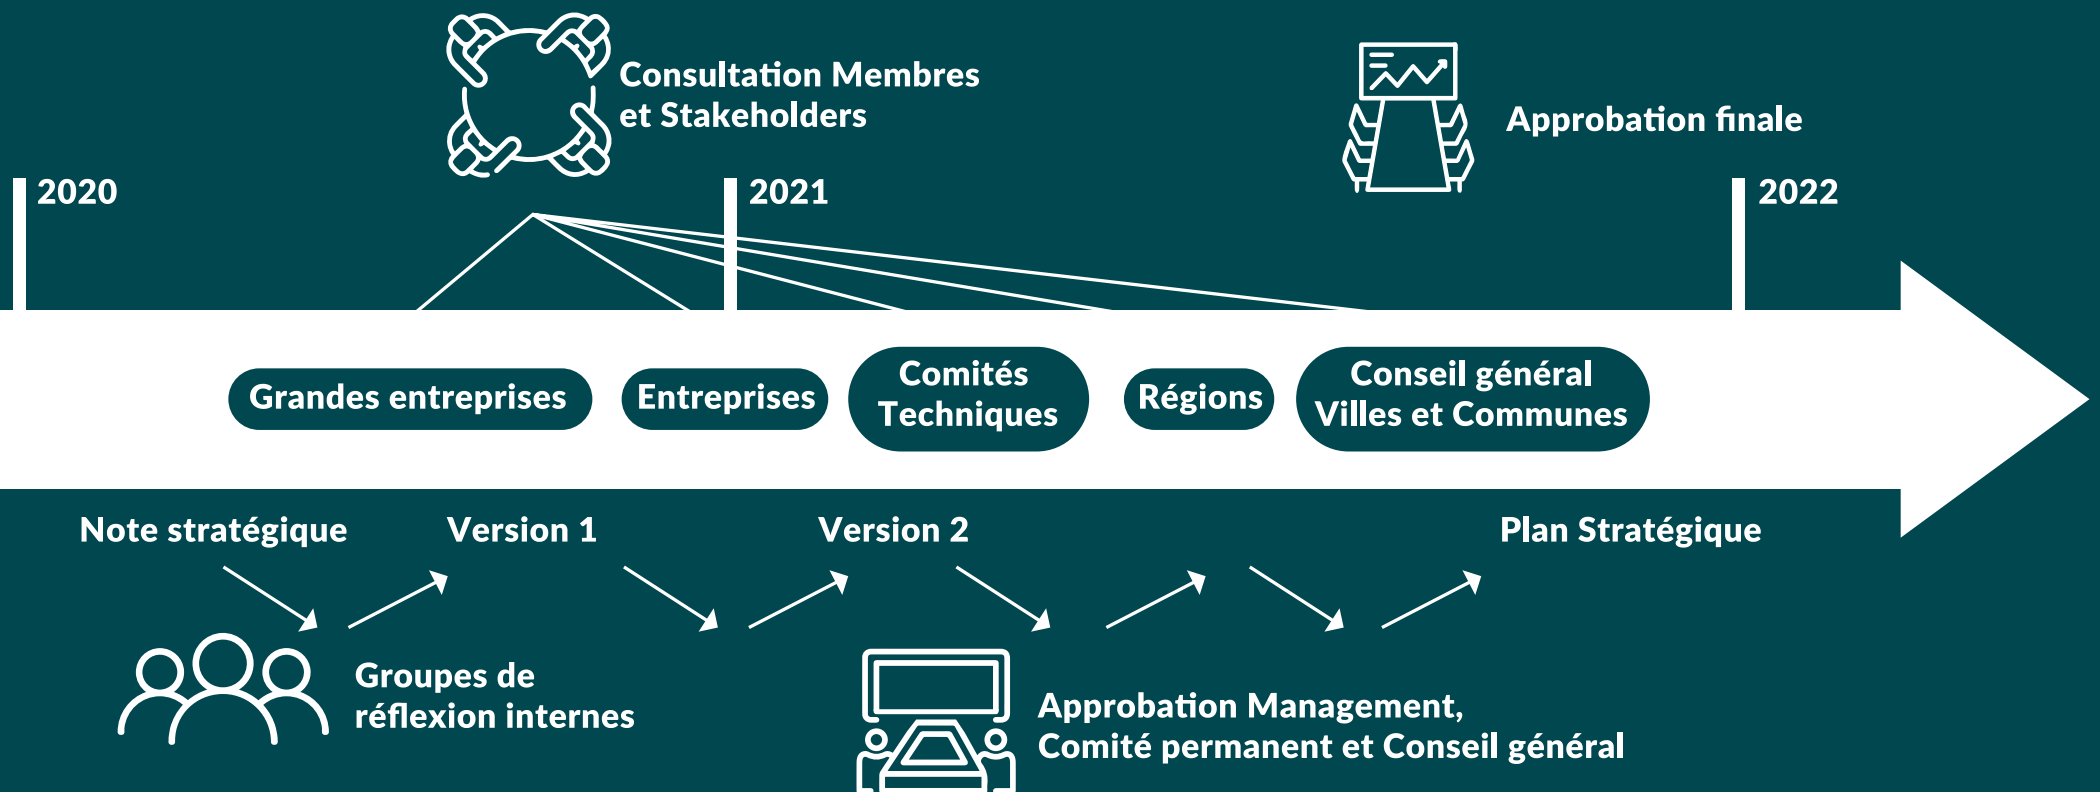 Consultation Membres
et Stakeholders
Approbation finale
2020
2021
2022
Grandes entreprises
Entreprises
Comités
Techniques
Régions
Conseil général
Villes et Communes
Note stratégique
Version 1
Version 2
Plan Stratégique
Groupes de
réflexion internes
Approbation Management,
Comité permanent et Conseil général